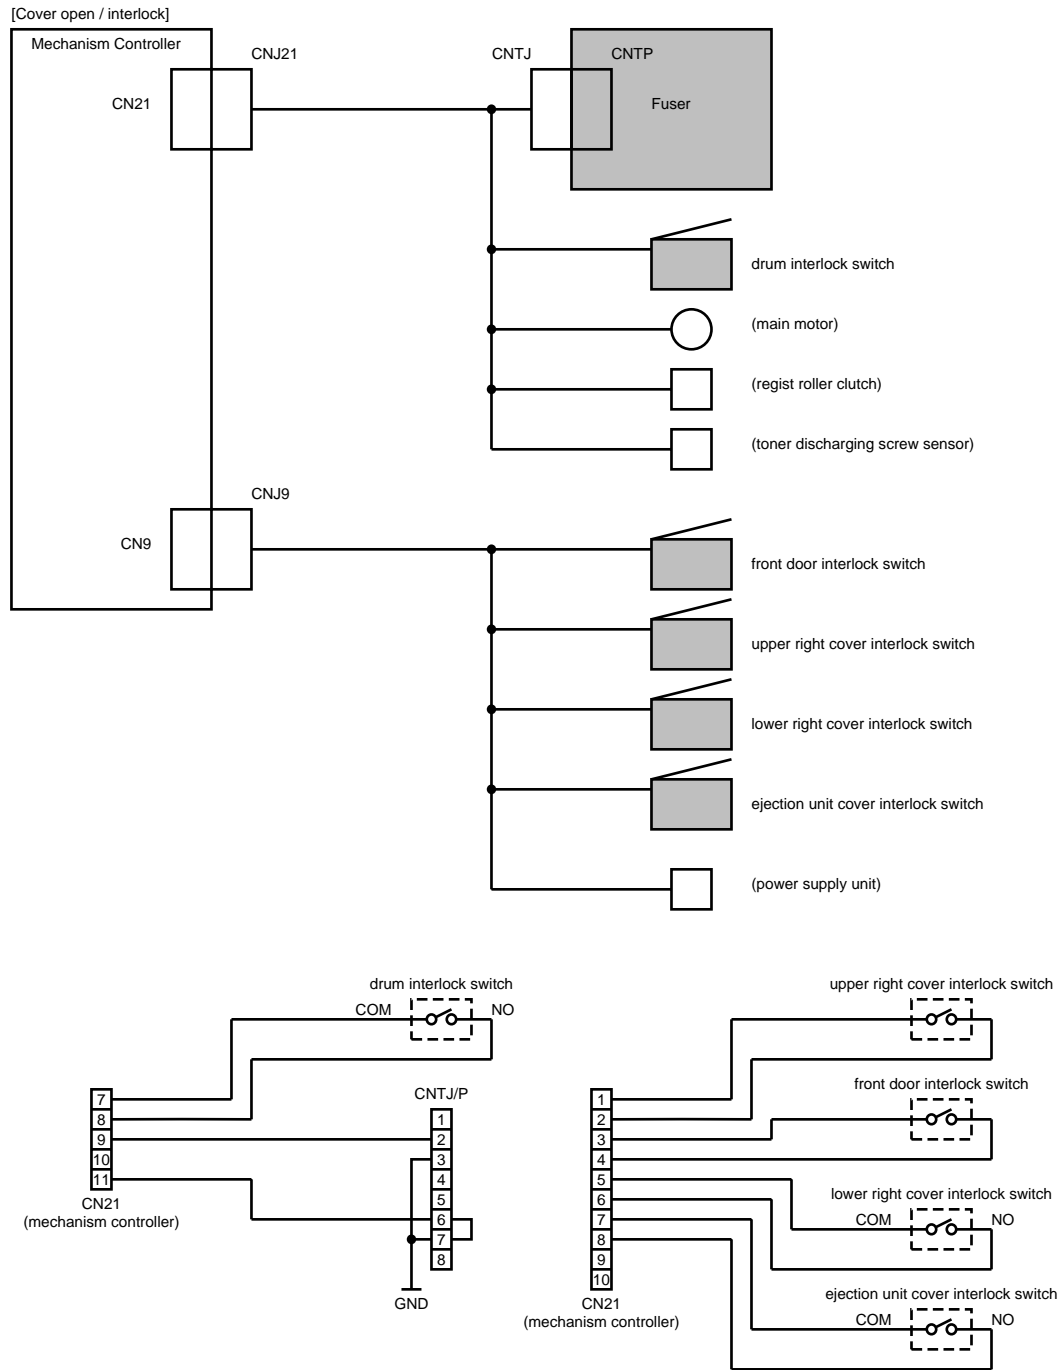 [Cover open / interlock]
Mechanism Controller
CNJ21
CNTJ
CNTP
CN21
Fuser
drum interlock switch
(main motor)
(regist roller clutch)
(toner discharging screw sensor)
CNJ9
CN9
front door interlock switch
upper right cover interlock switch
lower right cover interlock switch
ejection unit cover interlock switch
(power supply unit)
drum interlock switch
COM
NO
7
8
9
10
11
CN21
(mechanism controller)
CNTJ/P
1
2
3
4
5
6
7
8
GND
upper right cover interlock switch
front door interlock switch
1
2
3
4
5
6
7
8
9
10
CN21
(mechanism controller)
lower right cover interlock switch
COM
NO
ejection unit cover interlock switch
COM
NO